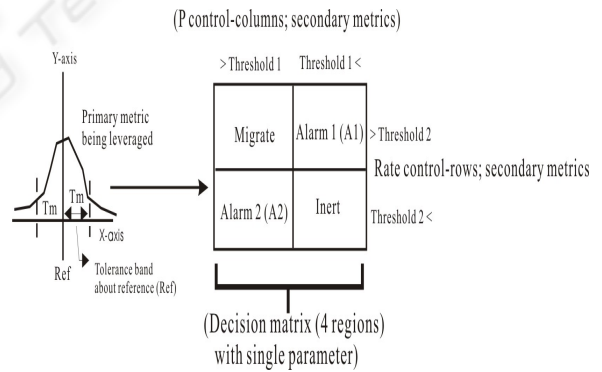 (P control-columns; secondary metrics)
Y-axis
> Threshold 1 Threshold 1 <
Primary metric
being leveraged
Migrate Alarm 1 (A1) > Threshold 2
Rate control-rows; secondary metrics
Tm Tm
Alarm 2 (A2) Inert Threshold 2 <
X-axis
Ref
Tolerance band
about reference (Ref)
(Decision matrix (4 regions)
with single parameter)